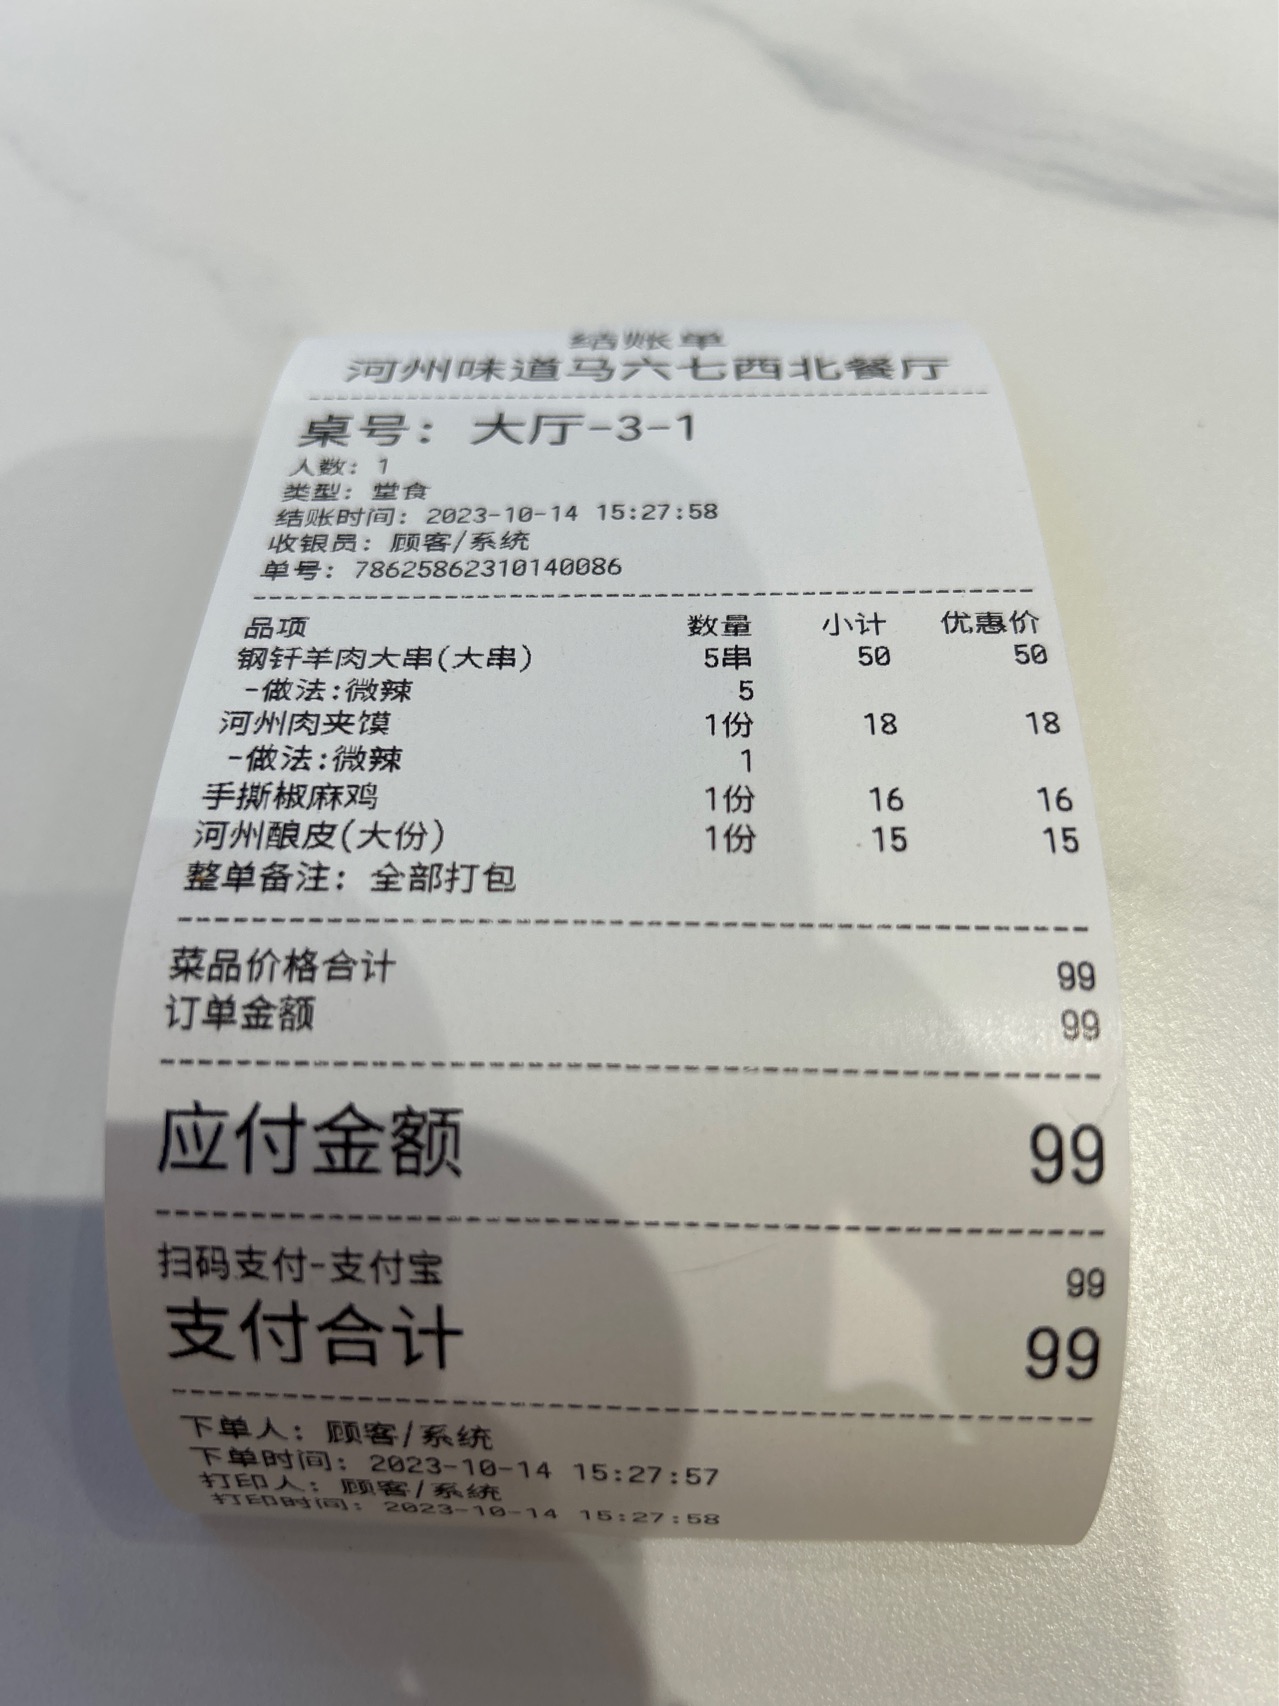 结账单
河州味道马六七西北餐厅
桌号: 大厅-3-1
人数: 1
类型: 堂食
结账时间: 2023-10-14 15:27:58
收银员: 顾客/系统
单号: 78625862310140086
品项 数量 小计 优惠价
钢钎羊肉大串(大串) 5串 50 50
-做法:微辣 5
河州肉夹馍 1份 18 18
-做法:微辣 1
手撕椒麻鸡 1份 16 16
河州酿皮(大份) 1份 15 15
整单备注: 全部打包
菜品价格合计 99
订单金额 99
应付金额 99
扫码支付-支付宝 99
支付合计 99
下单人: 顾客/系统
下单时间: 2023-10-14 15:27:57
打印人: 顾客/系统
打印时间: 2023-10-14 15:27:58